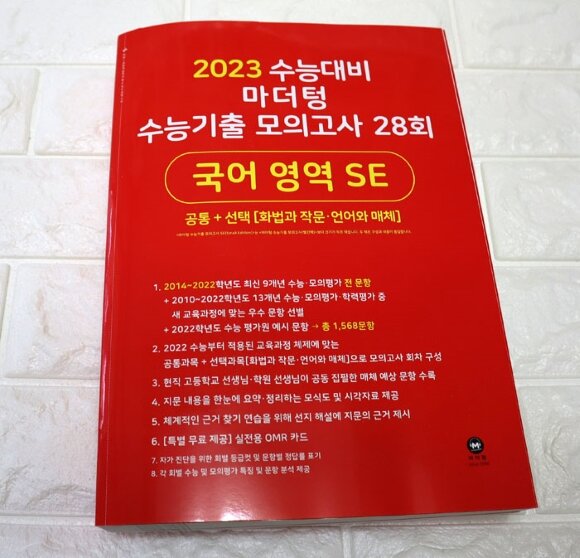 2023 수능대비
마더텅
수능기출 모의고사 28회
국어 영역 SE
공통 + 선택 [화법과 작문·언어와 매체]
1. 2014~2022학년도 최신 9개년 수능·모의평가 전 문항
+ 2010~2022학년도 13개년 수능·모의평가·학력평가 중
새 교육과정에 맞는 우수 문항 선별
+ 2022학년도 수능 평가원 예시 문항 → 총 1,568문항
2. 2022 수능부터 적용된 교육과정 체제에 맞는
공통과목 + 선택과목[화법과 작문·언어와 매체]으로 모의고사 회차 구성
3. 현직 고등학교 선생님·학원 선생님이 공동 집필한 매체 예상 문항 수록
4. 지문 내용을 한눈에 요약·정리하는 모식도 및 시각자료 제공
5. 체계적인 근거 찾기 연습을 위해 선지 해설에 지문의 근거 제시
6. [특별 무료 제공] 실전용 OMR 카드
7. 자가 진단을 위한 회별 등급컷 및 문항별 정답률 표기
8. 각 회별 수능 및 모의평가 특징 및 문항 분석 제공
마더텅